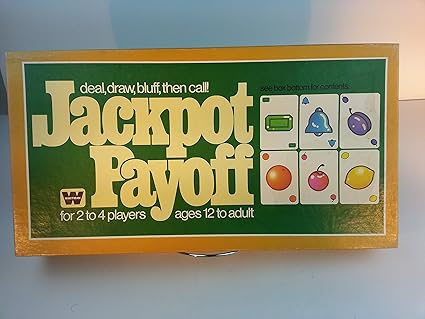 deal, draw, bluff, then call!
see box bottom for contents.
Jackpot
Payoff
W
for 2 to 4 players ages 12 to adult